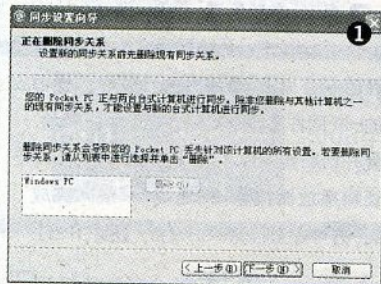 同步设置向导
❶
正在删除同步关系
设置新的同步关系前先删除现有同步关系。
您的 Pocket PC 正与两台台式计算机进行同步。除非您删除与其他计算机之一
的现有同步关系，才能设置与新的台式计算机进行同步。
删除同步关系会导致您的 Pocket PC 丢失针对该计算机的所有设置。若要删除同
步关系，请从列表中进行选择并单击“删除”。
Windows PC
删除(D)
<上一步(B)
下一步(N)>
取消